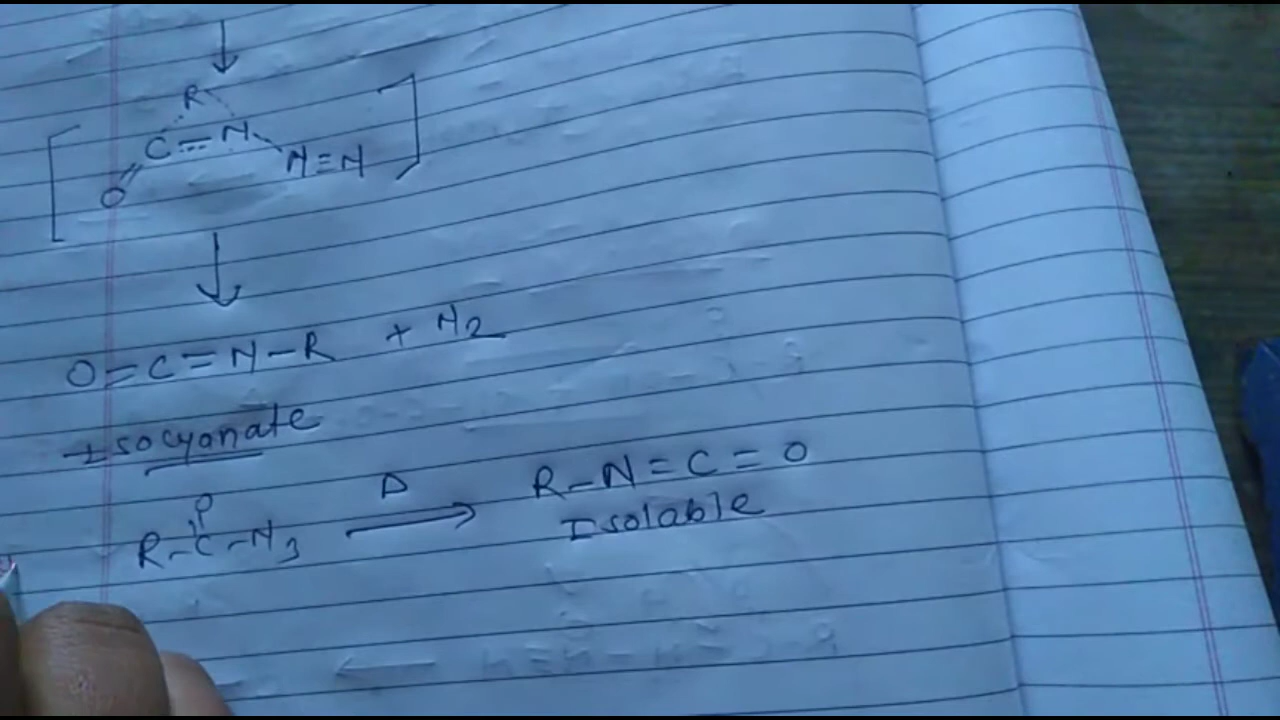 R
C = N
N ≡ N
O
O = C = N - R + N2
Isocyanate
O
Δ
R - C - N3 → R - N = C = O
Isolable